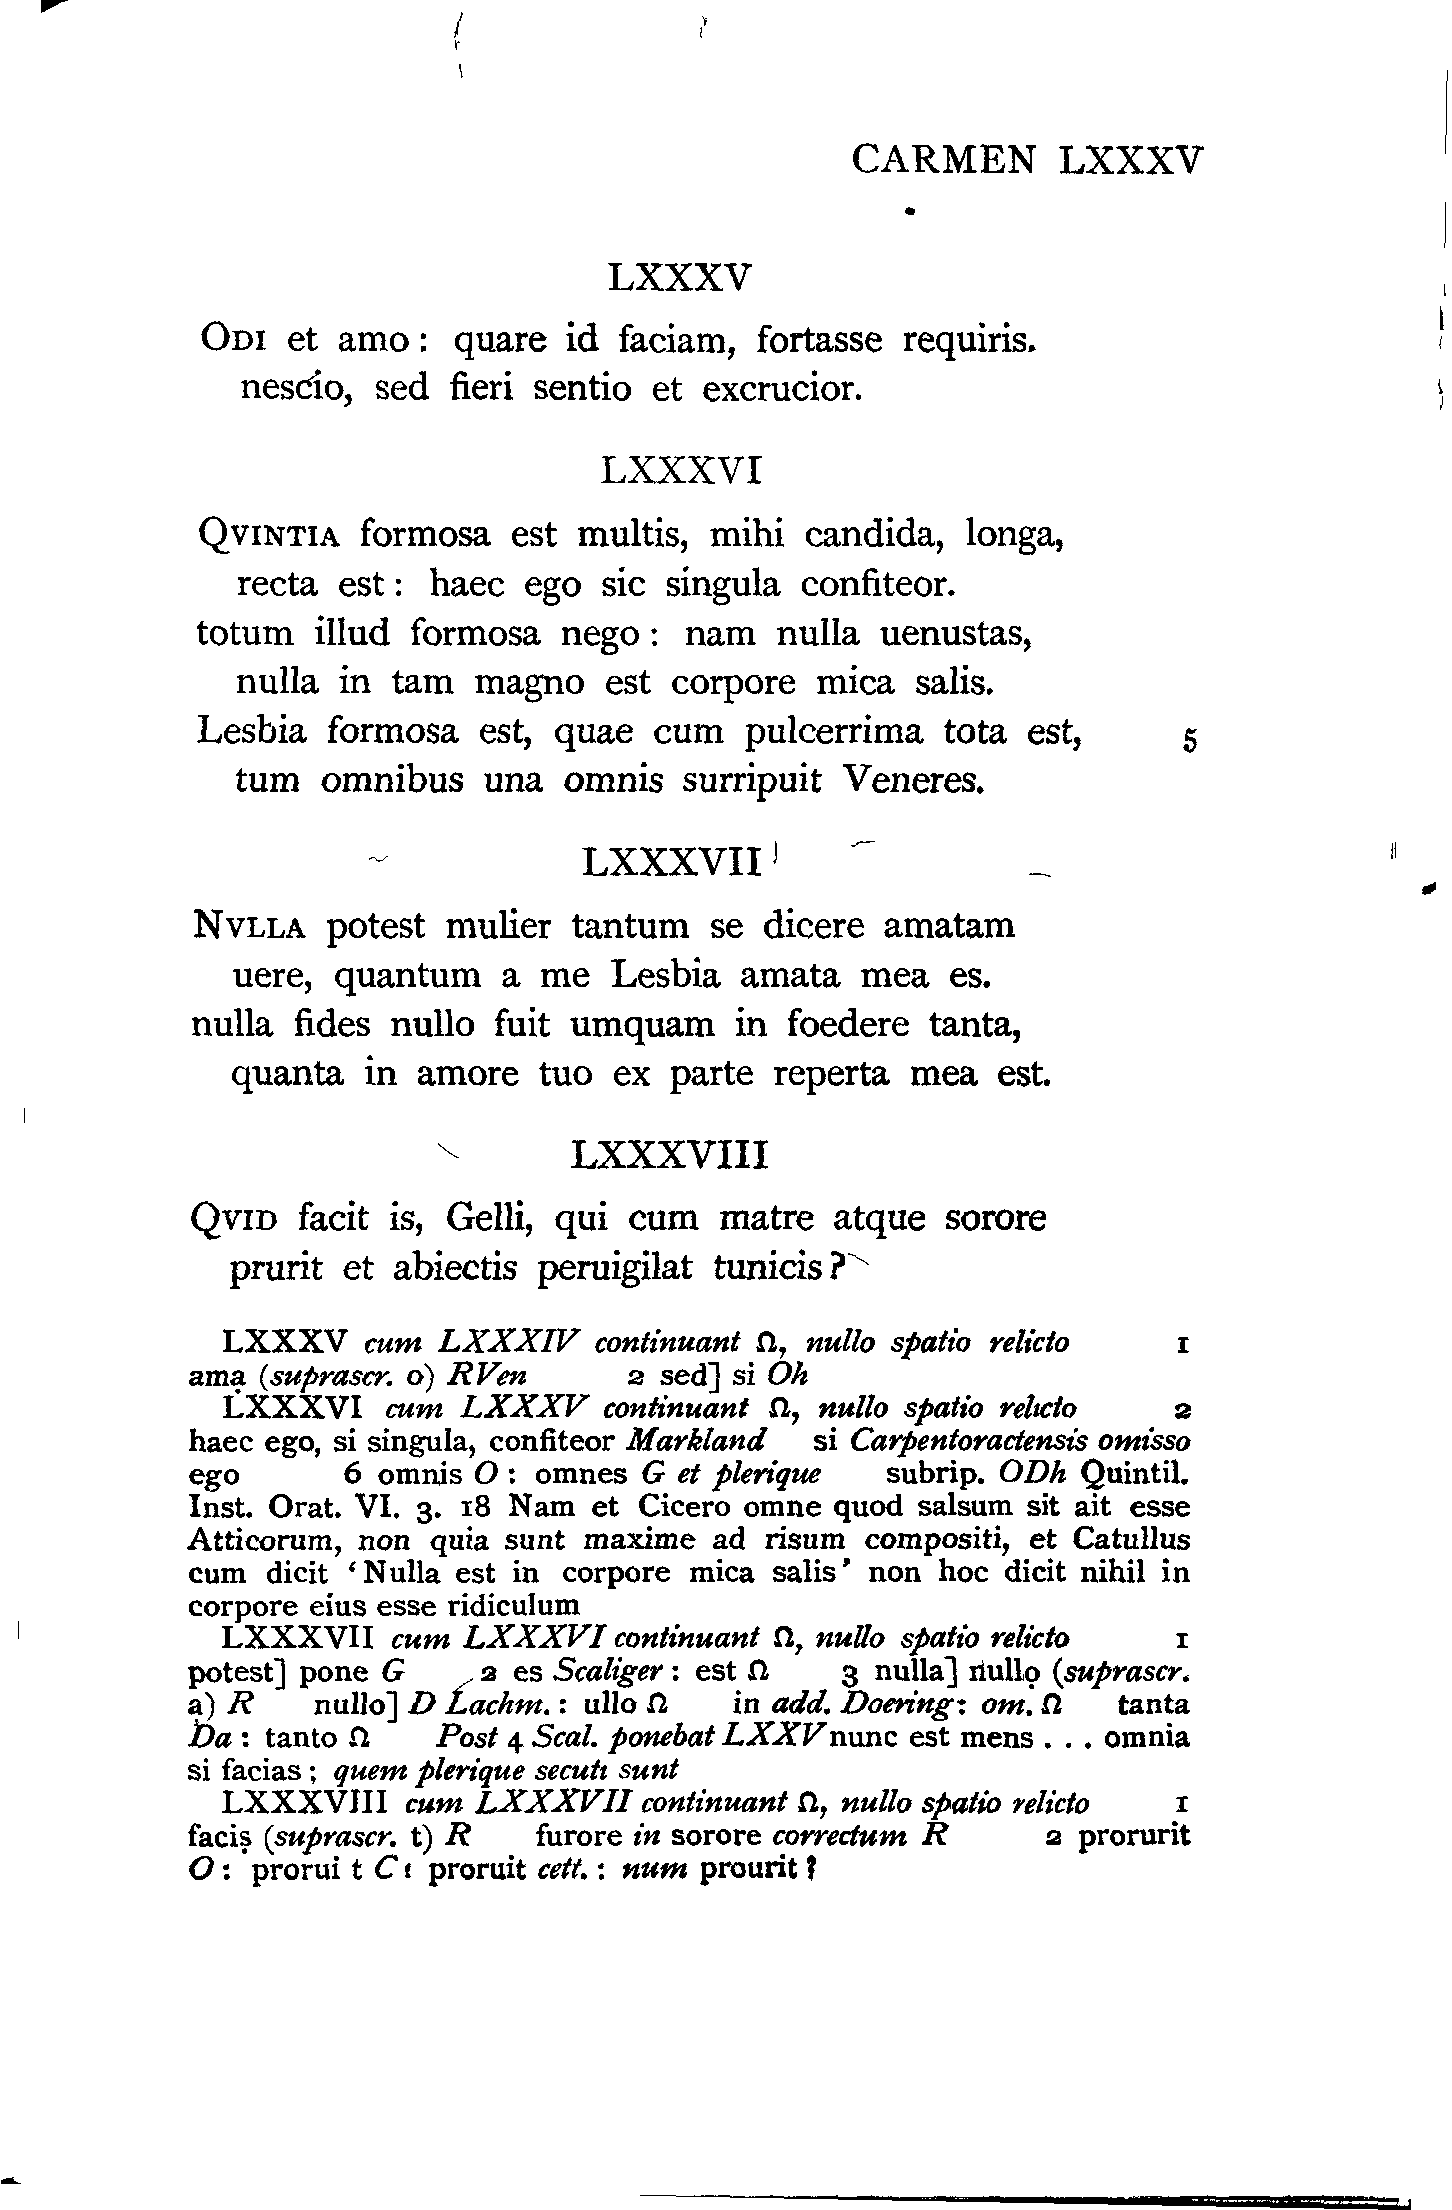 CARMEN LXXXV
LXXXV
ODI et amo: quare id faciam, fortasse requiris.
nescio, sed fieri sentio et excrucior.
LXXXVI
QVINTIA formosa est multis, mihi candida, longa,
recta est: haec ego sic singula confiteor.
totum illud formosa nego: nam nulla uenustas,
nulla in tam magno est corpore mica salis.
Lesbia formosa est, quae cum pulcerrima tota est, 5
tum omnibus una omnis surripuit Veneres.
LXXXVII
NVLLA potest mulier tantum se dicere amatam
uere, quantum a me Lesbia amata mea es.
nulla fides nullo fuit umquam in foedere tanta,
quanta in amore tuo ex parte reperta mea est.
LXXXVIII
QVID facit is, Gelli, qui cum matre atque sorore
prurit et abiectis peruigilat tunicis?
LXXXV cum LXXXIV continuant Ω, nullo spatio relicto 1
amạ (suprascr. o) RVen 2 sed] si Oh
LXXXVI cum LXXXV continuant Ω, nullo spatio relicto 2
haec ego, si singula, confiteor Markland si Carpentoractensis omisso
ego 6 omnis O: omnes G et plerique subrip. ODh Quintil.
Inst. Orat. VI. 3. 18 Nam et Cicero omne quod salsum sit ait esse
Atticorum, non quia sunt maxime ad risum compositi, et Catullus
cum dicit ‘Nulla est in corpore mica salis’ non hoc dicit nihil in
corpore eius esse ridiculum
LXXXVII cum LXXXVI continuant Ω, nullo spatio relicto 1
potest] pone G 2 es Scaliger: est Ω 3 nulla] nullọ (suprascr.
a) R nullo] D Lachm.: ullo Ω in add. Doering: om. Ω tanta
Da: tanto Ω Post 4 Scal. ponebat LXXV nunc est mens . . . omnia
si facias; quem plerique secuti sunt
LXXXVIII cum LXXXVII continuant Ω, nullo spatio relicto 1
faciṣ (suprascr. t) R furore in sorore correctum R 2 prorurit
O: prorui t C: proruit cett.: num prourit?